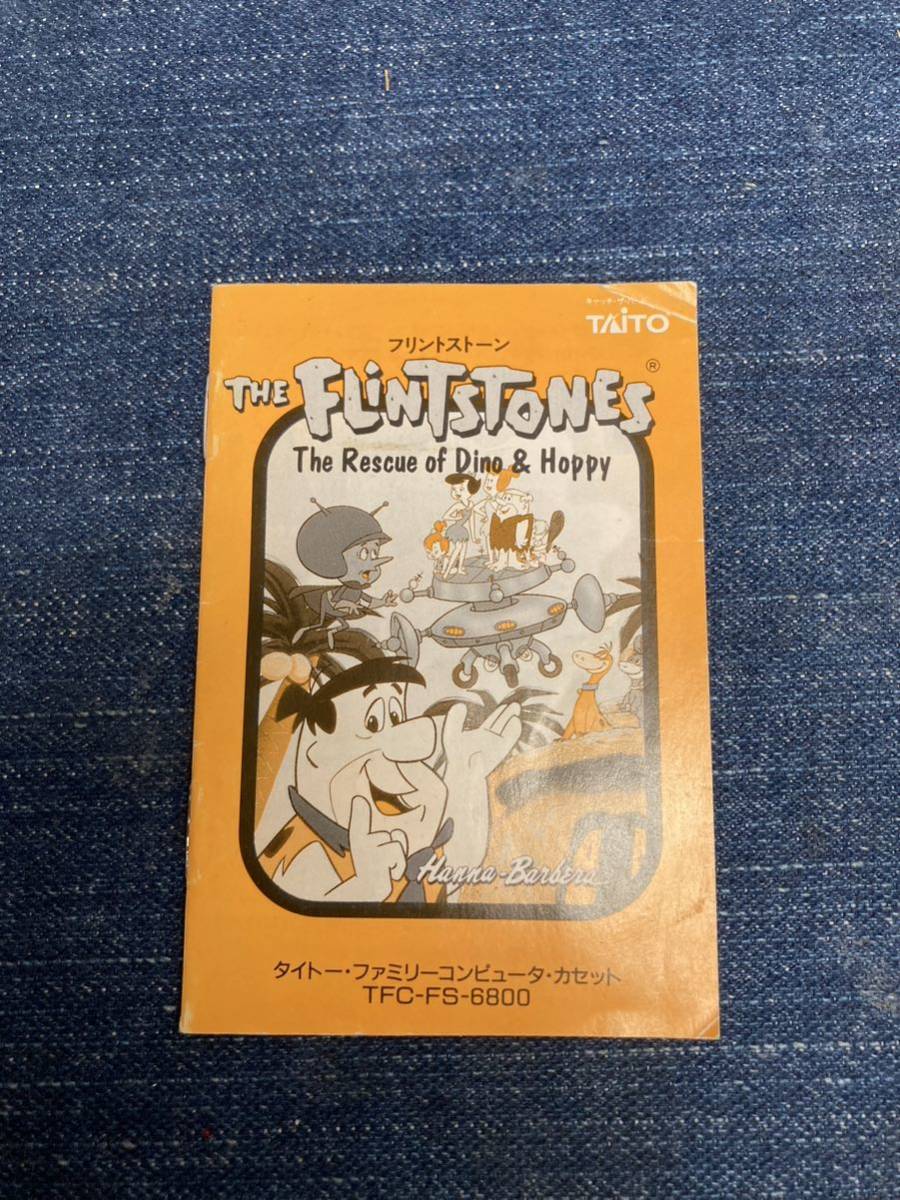 TAITO
フリントストーン
THE FLINTSTONES ®
The Rescue of Dino & Hoppy
Hanna-Barbera
タイトー・ファミリーコンピュータ・カセット
TFC-FS-6800